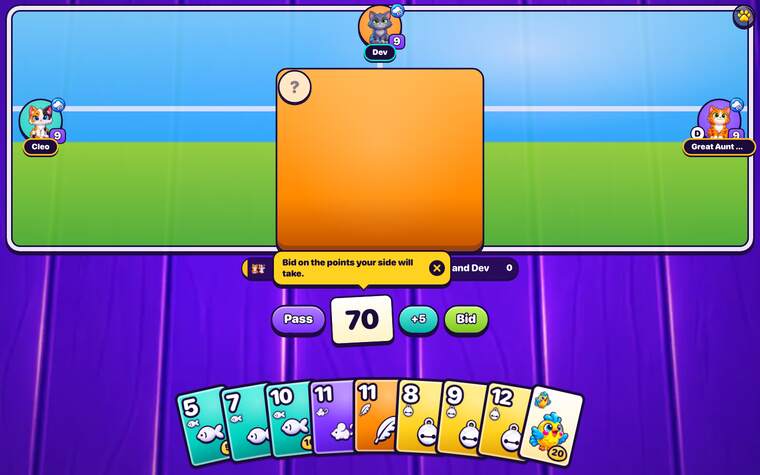 9
Dev
?
9
Cleo
D
9
Great Aunt ...
Bid on the points your side will
take.
and Dev 0
Pass
70
+5
Bid
5
7
10
11
11
8
9
12
20